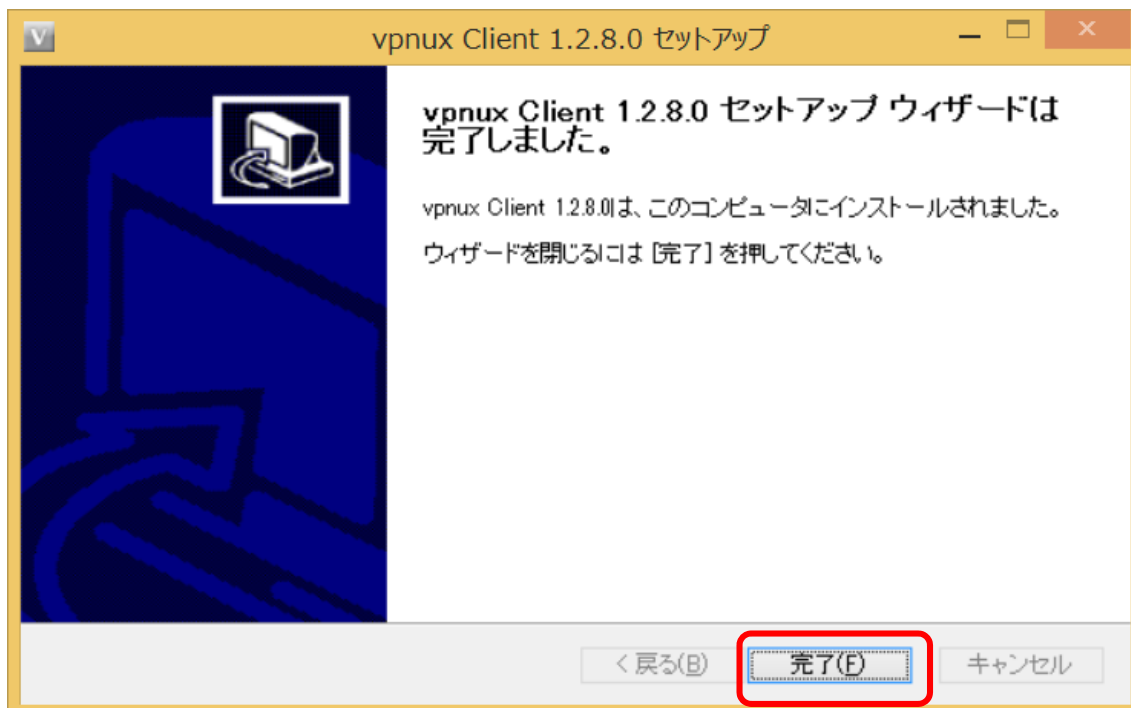 V
vpnux Client 1.2.8.0 セットアップ
vpnux Client 1.2.8.0 セットアップ ウィザードは
完了しました。
vpnux Client 1.2.8.0は、このコンピュータにインストールされました。
ウィザードを閉じるには [完了] を押してください。
< 戻る(B)
完了(F)
キャンセル